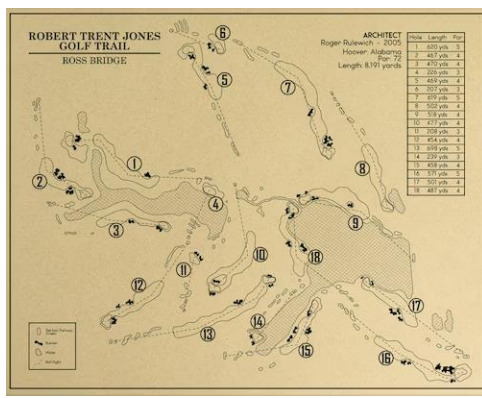 ROBERT TRENT JONES
GOLF TRAIL
ROSS BRIDGE
ARCHITECT
Roger Rulewich - 2005
Hoover, Alabama
Par: 72
Length: 8,191 yards
Hole Length Par
1 620 yds 5
2 467 yds 4
3 470 yds 4
4 226 yds 3
5 469 yds 4
6 207 yds 3
7 619 yds 5
8 502 yds 4
9 518 yds 4
10 477 yds 4
11 208 yds 3
12 454 yds 4
13 698 yds 5
14 239 yds 3
15 458 yds 4
16 571 yds 5
17 501 yds 4
18 487 yds 4
6
5
7
1
2
8
4
9
3
10
11
18
12
17
13
14
15
16
Bunker
Water